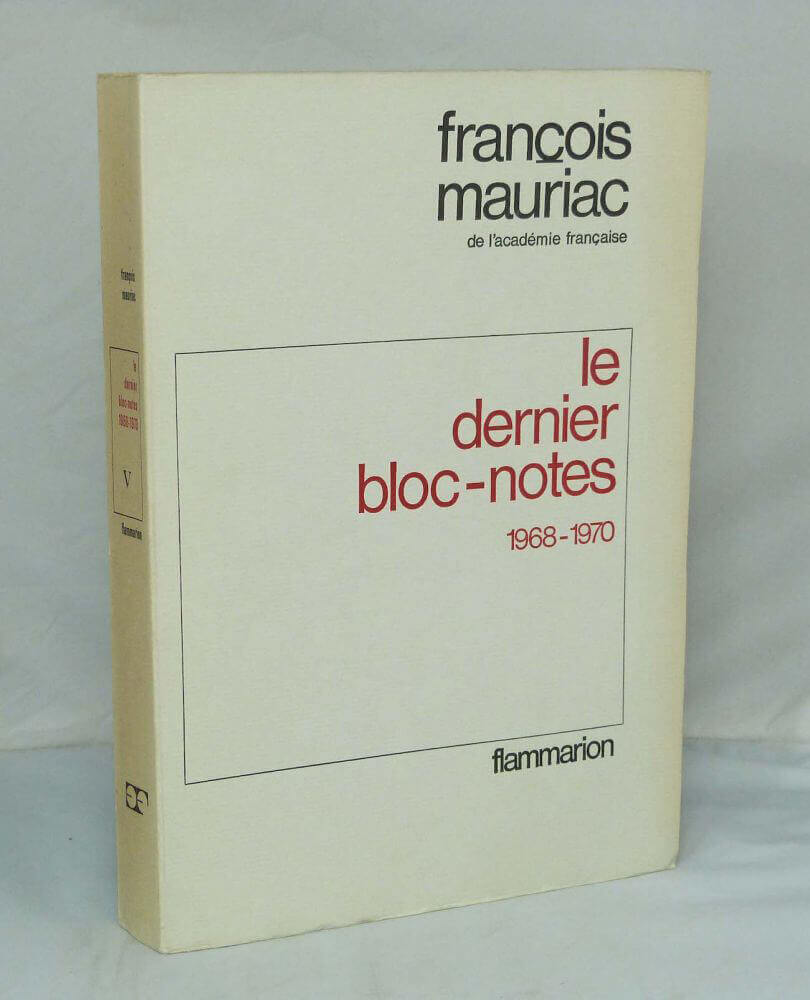 françois
mauriac
de l'académie française
le
dernier
bloc-notes
1968-1970
flammarion
françois
mauriac
le
dernier
bloc-notes
1968-1970
V
flammarion